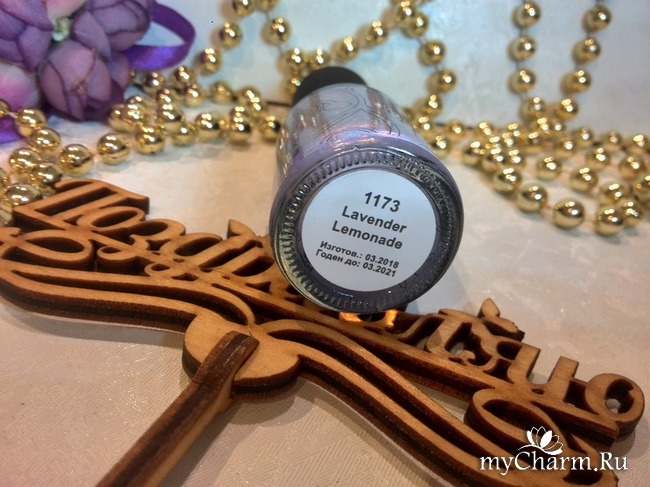 1173
Lavender
Lemonade
Изготов.: 03.2018
Годен до: 03.2021
myCharm.Ru